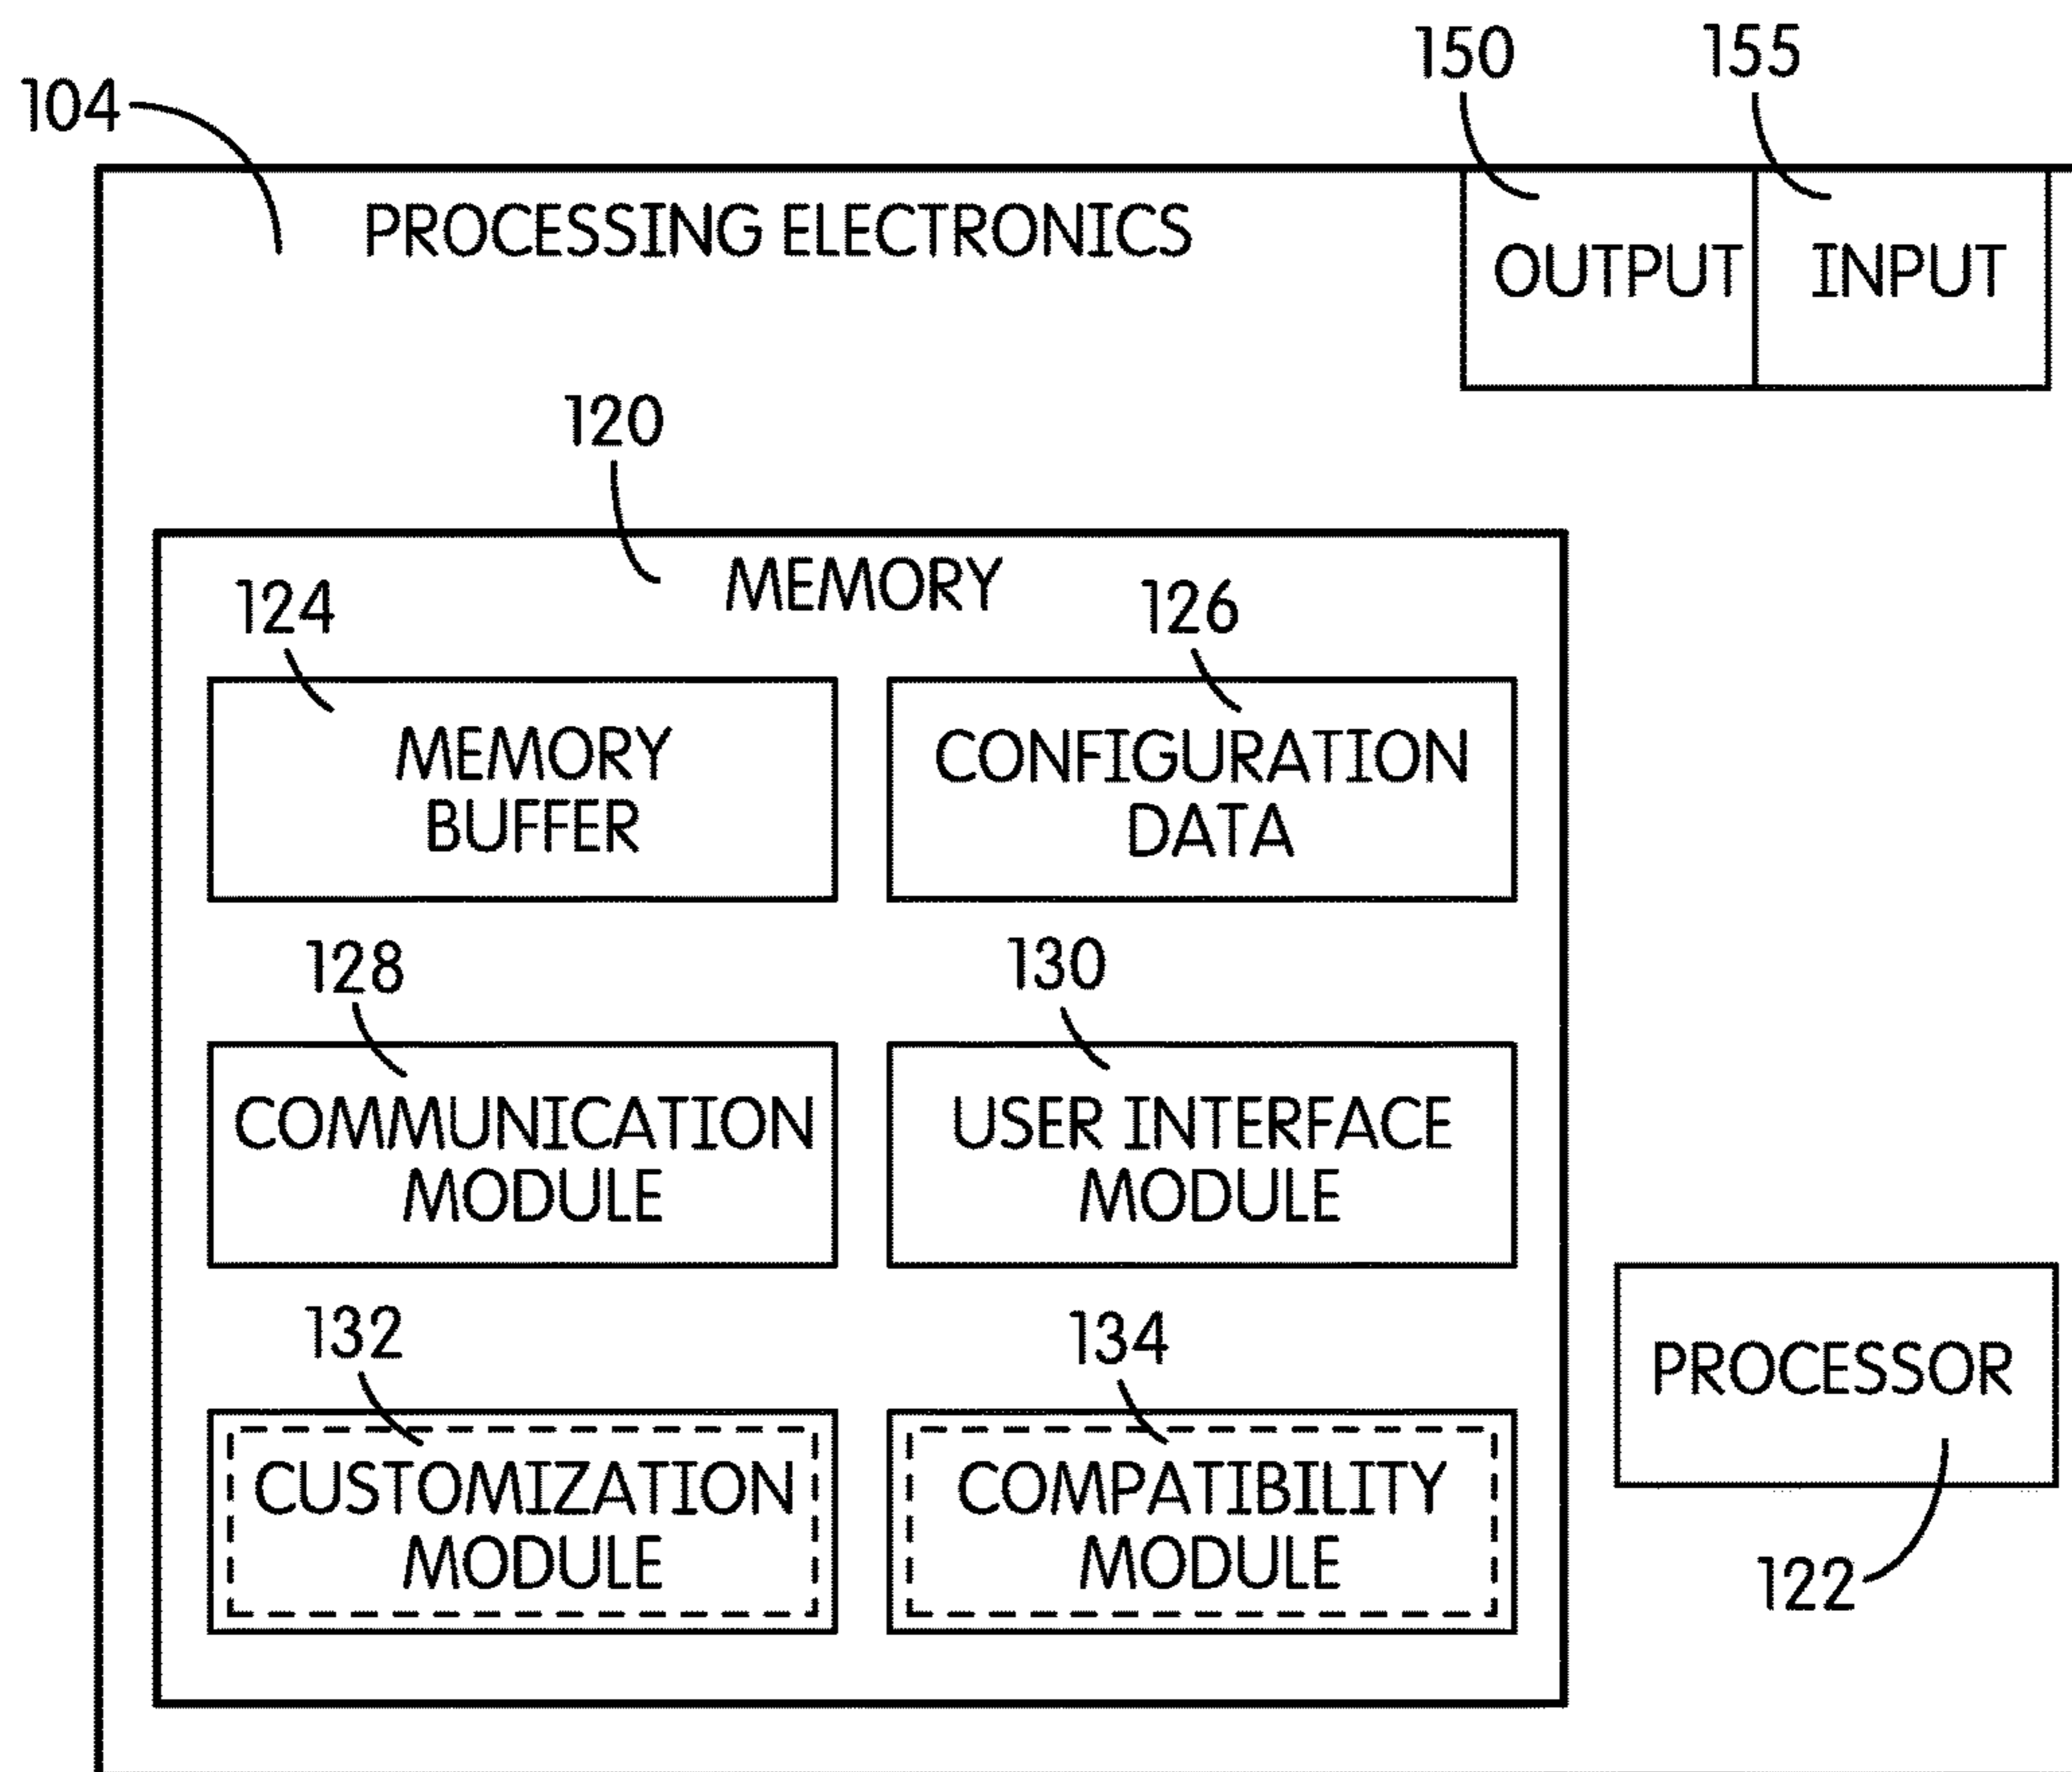 150 155
104
PROCESSING ELECTRONICS
OUTPUT INPUT
120
MEMORY
124 126
MEMORY
BUFFER
CONFIGURATION
DATA
128 130
COMMUNICATION
MODULE
USER INTERFACE
MODULE
132 134
CUSTOMIZATION
MODULE
COMPATIBILITY
MODULE
PROCESSOR
122